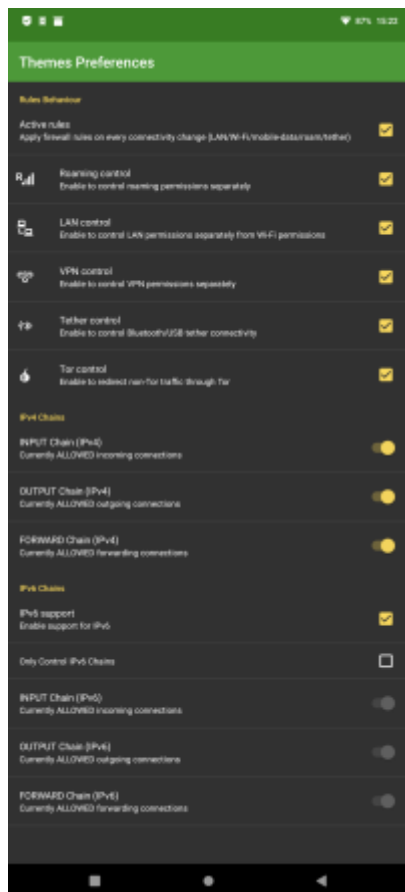 87% 15:22
Themes Preferences
Rules Behaviour
Active rules
Apply firewall rules on every connectivity change (LAN/Wi-Fi/mobile-data/roam/tether)
Roaming control
Enable to control roaming permissions separately
LAN control
Enable to control LAN permissions separately from Wi-Fi permissions
VPN control
Enable to control VPN permissions separately
Tether control
Enable to control Bluetooth/USB tether connectivity
Tor control
Enable to redirect non-Tor traffic through Tor
IPv4 Chains
INPUT Chain (IPv4)
Currently ALLOWED incoming connections
OUTPUT Chain (IPv4)
Currently ALLOWED outgoing connections
FORWARD Chain (IPv4)
Currently ALLOWED forwarding connections
IPv6 Chains
IPv6 support
Enable support for IPv6
Only Control IPv6 Chains
INPUT Chain (IPv6)
Currently ALLOWED incoming connections
OUTPUT Chain (IPv6)
Currently ALLOWED outgoing connections
FORWARD Chain (IPv6)
Currently ALLOWED forwarding connections